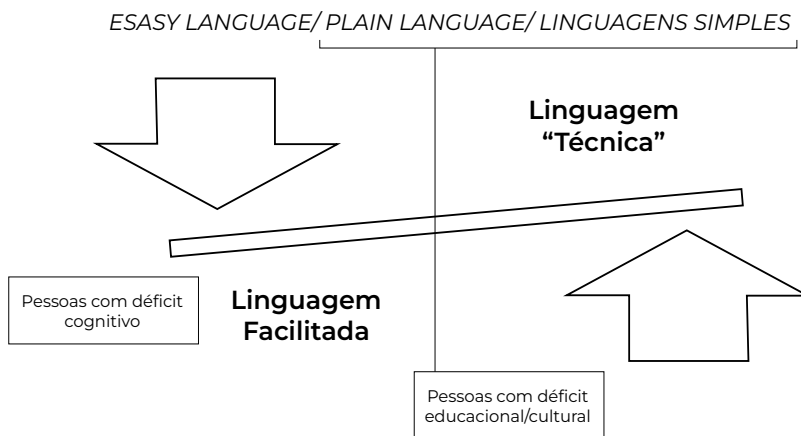 ESASY LANGUAGE/ PLAIN LANGUAGE/ LINGUAGENS SIMPLES
Linguagem
“Técnica”
Pessoas com déficit
cognitivo
Linguagem
Facilitada
Pessoas com déficit
educacional/cultural